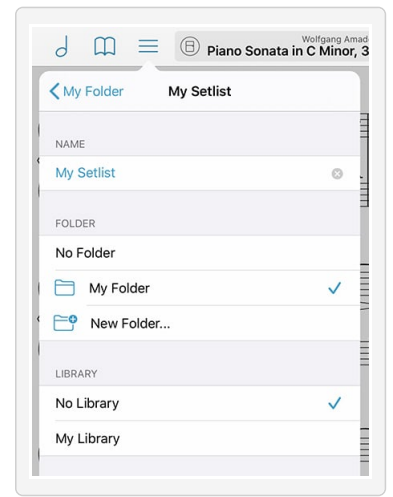 Wolfgang Amad
Piano Sonata in C Minor, 3
My Folder
My Setlist
NAME
My Setlist
FOLDER
No Folder
My Folder
New Folder...
LIBRARY
No Library
My Library